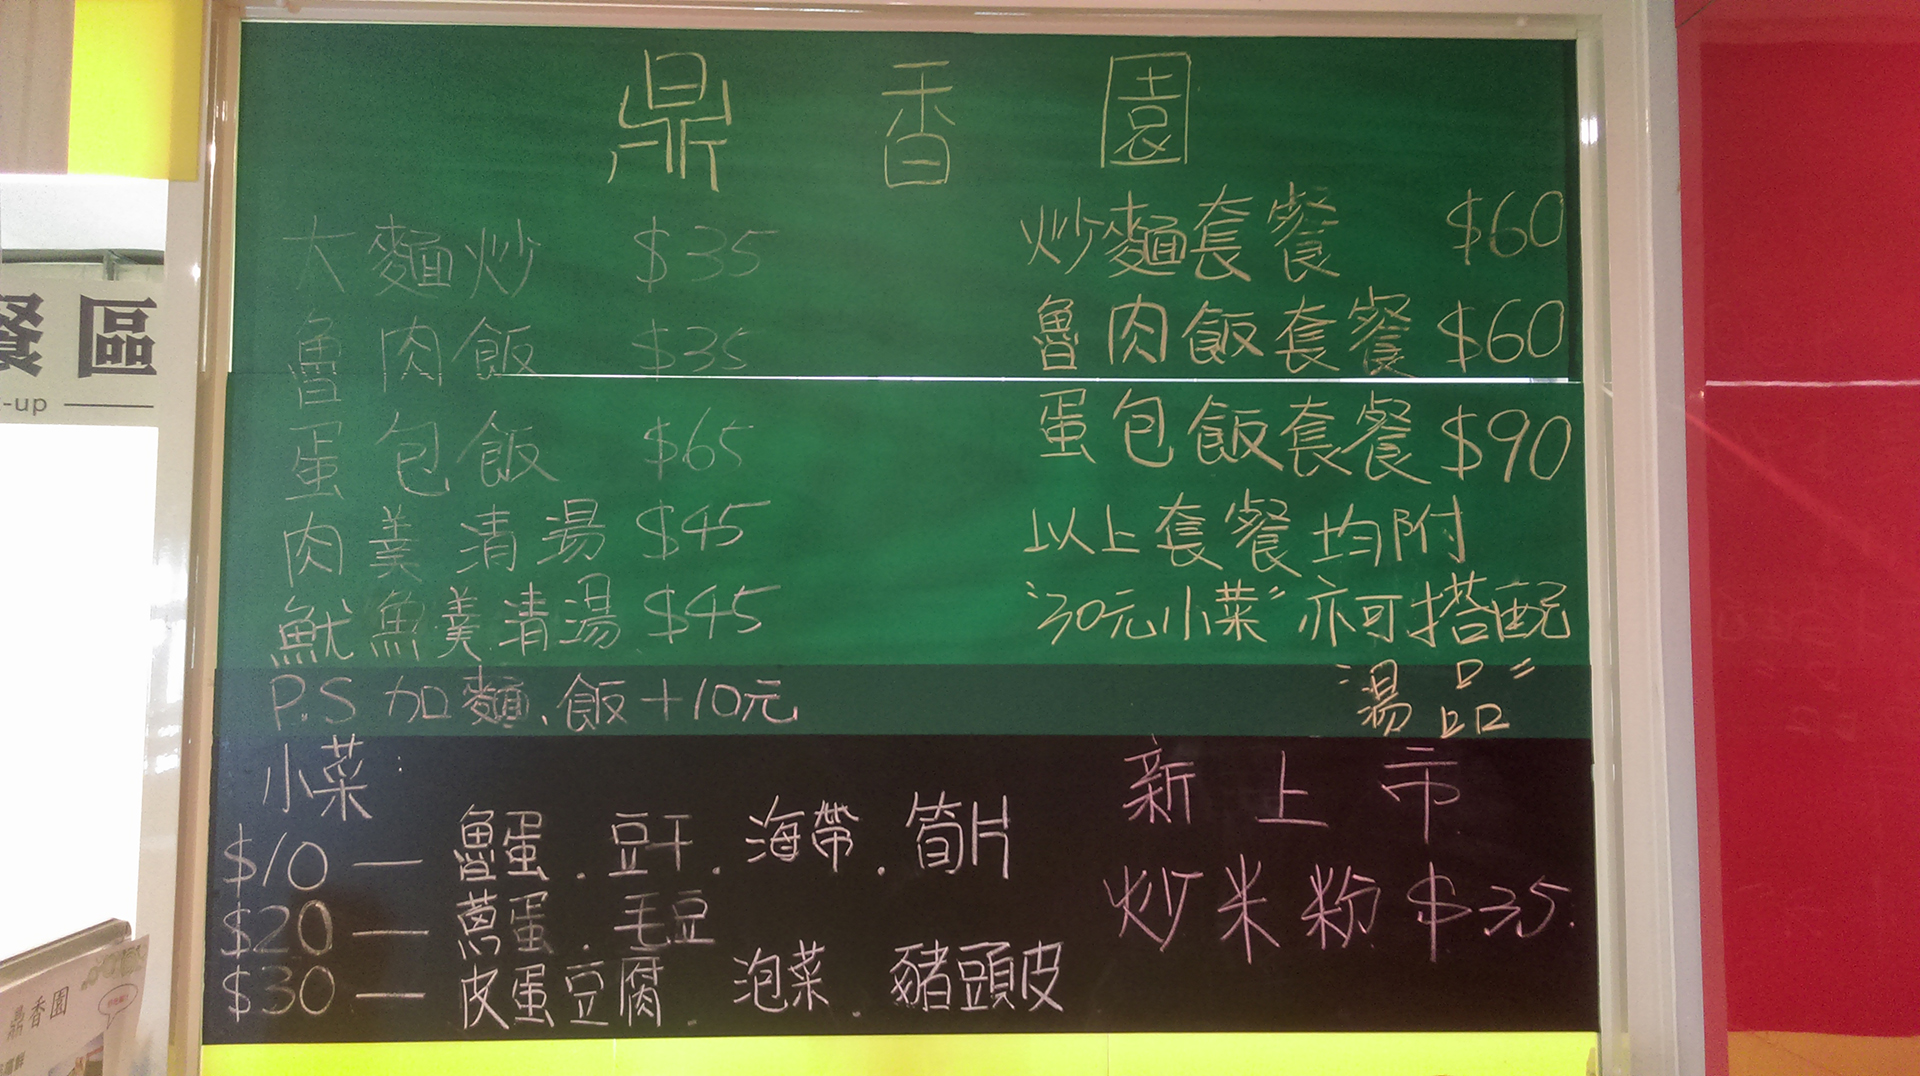 鼎香園
大麵炒 $35
魯肉飯 $35
蛋包飯 $65
肉羹清湯 $45
魷魚羹清湯 $45
P.S 加麵、飯+10元
炒麵套餐 $60
魯肉飯套餐 $60
蛋包飯套餐 $90
以上套餐均附
"30元小菜"亦可搭配
"湯品"
小菜:
$10 — 魯蛋.豆干.海帶.筍片
$20 — 蔥蛋.毛豆
$30 — 皮蛋豆腐.泡菜.豬頭皮
新上市
炒米粉 $35.
餐區
-up
鼎香園